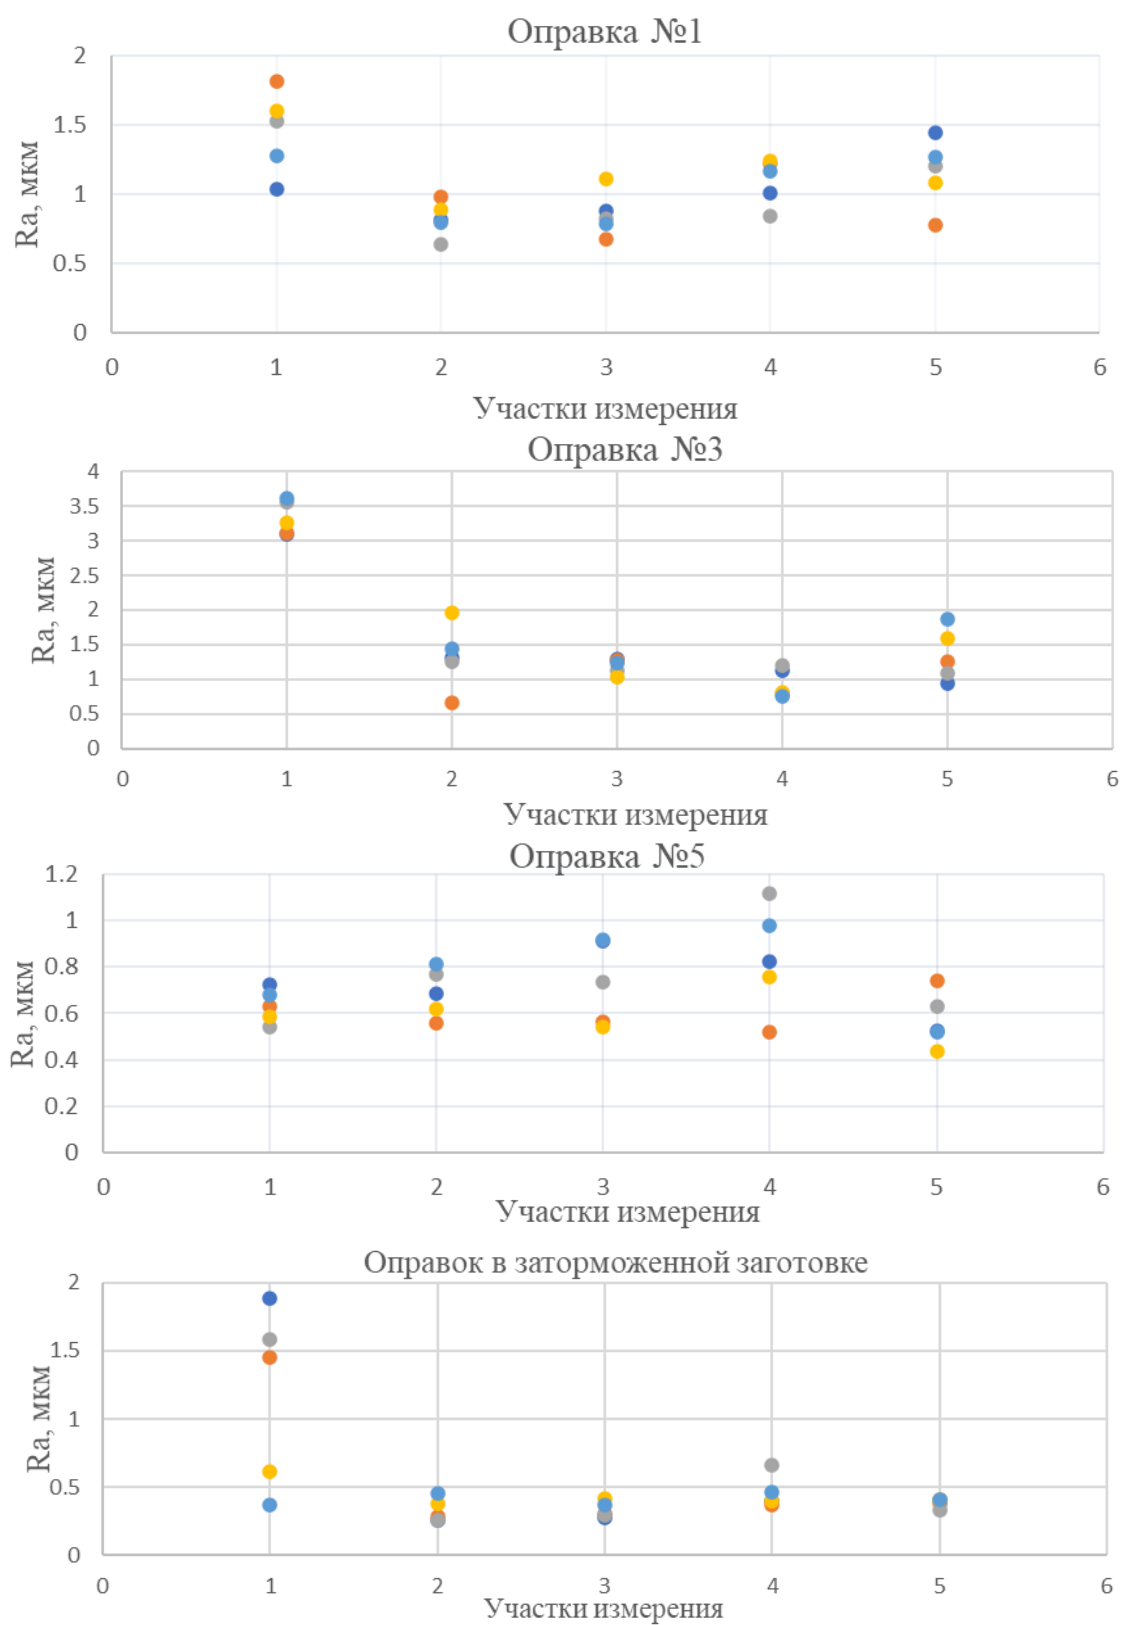 Оправка №1
2
1.5
1
0.5
0
Ra, мкм
0 1 2 3 4 5 6
Участки измерения
Оправка №3
4
3.5
3
2.5
2
1.5
1
0.5
0
Ra, мкм
0 1 2 3 4 5 6
Участки измерения
Оправка №5
1.2
1
0.8
0.6
0.4
0.2
0
Ra, мкм
0 1 2 3 4 5 6
Участки измерения
Оправок в заторможенной заготовке
2
1.5
1
0.5
0
Ra, мкм
0 1 2 3 4 5 6
Участки измерения